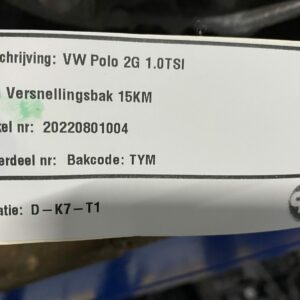 chrijving: VW Polo 2G 1.0TSI
Versnellingsbak 15KM
kel nr: 20220801004
erdeel nr: Bakcode: TYM
atie: D-K7-T1